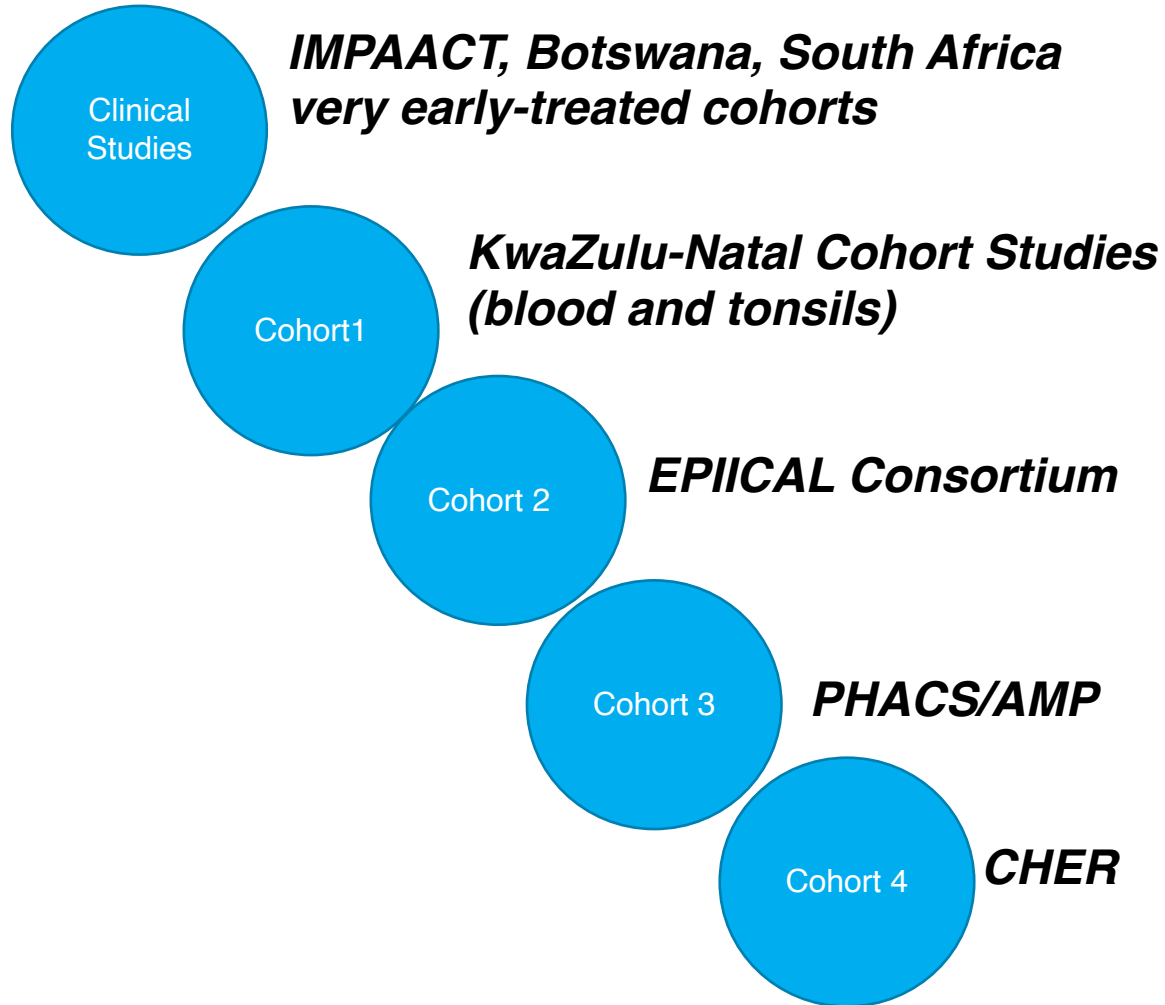 IMPAACT, Botswana, South Africa
very early-treated cohorts
Clinical
Studies
KwaZulu-Natal Cohort Studies
(blood and tonsils)
Cohort1
EPIICAL Consortium
Cohort 2
PHACS/AMP
Cohort 3
CHER
Cohort 4